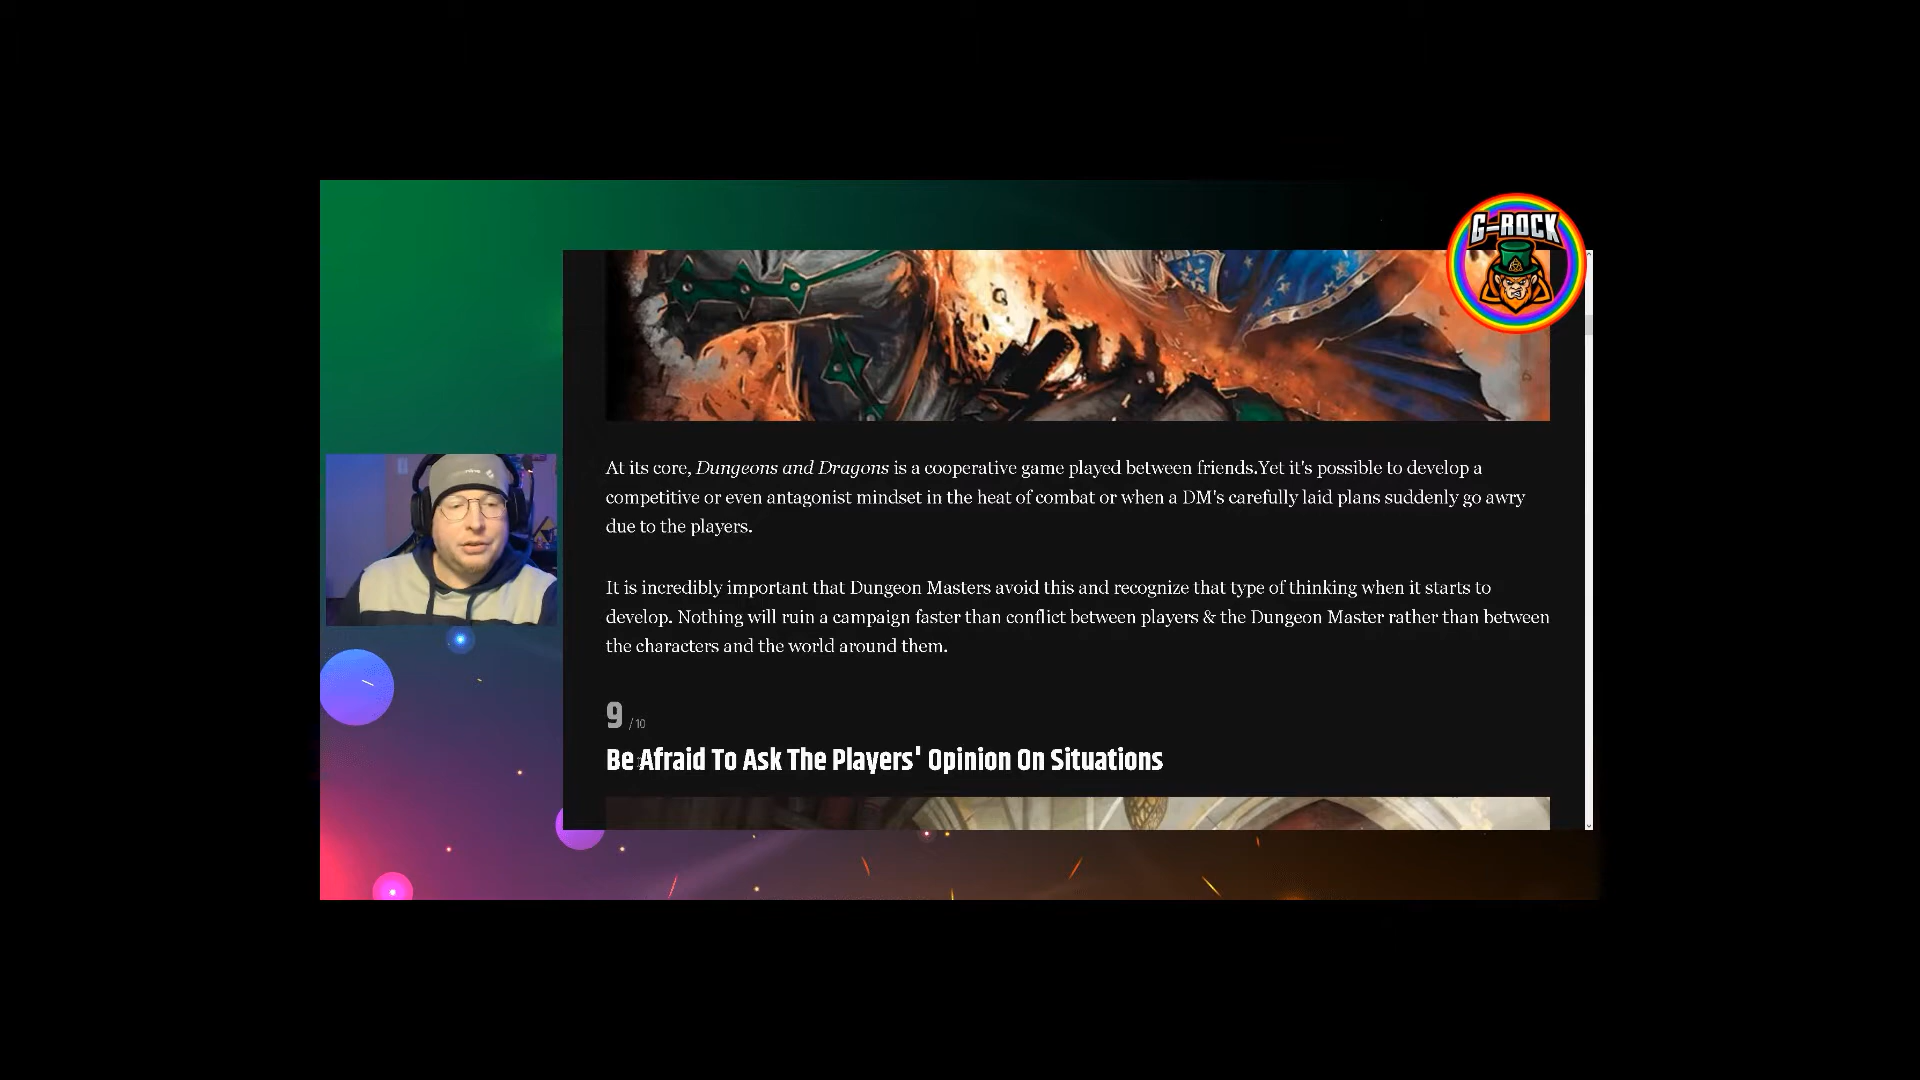 G-ROCK
At its core, Dungeons and Dragons is a cooperative game played between friends.Yet it's possible to develop a
competitive or even antagonist mindset in the heat of combat or when a DM's carefully laid plans suddenly go awry
due to the players.
It is incredibly important that Dungeon Masters avoid this and recognize that type of thinking when it starts to
develop. Nothing will ruin a campaign faster than conflict between players & the Dungeon Master rather than between
the characters and the world around them.
9 /10
Be Afraid To Ask The Players' Opinion On Situations